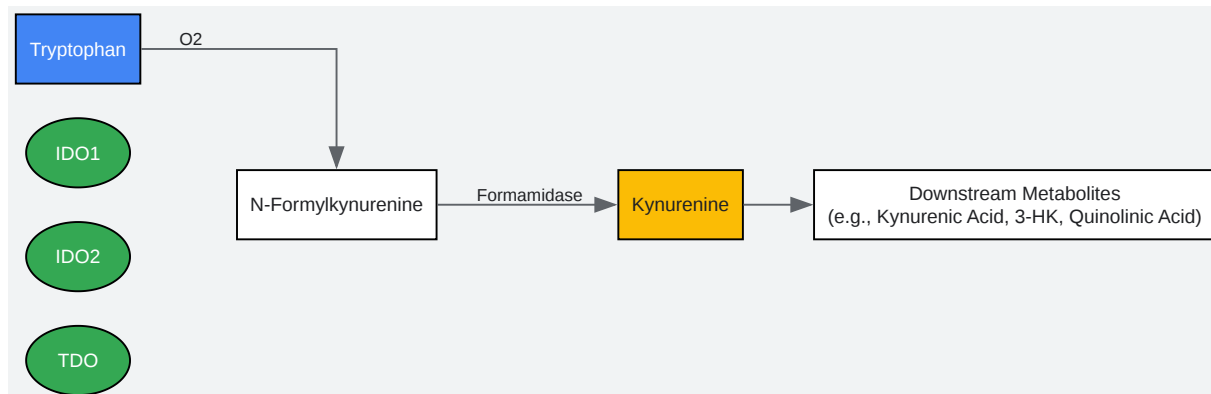 Tryptophan
O2
IDO1
N-Formylkynurenine
Formamidase
Kynurenine
Downstream Metabolites
(e.g., Kynurenic Acid, 3-HK, Quinolinic Acid)
IDO2
TDO